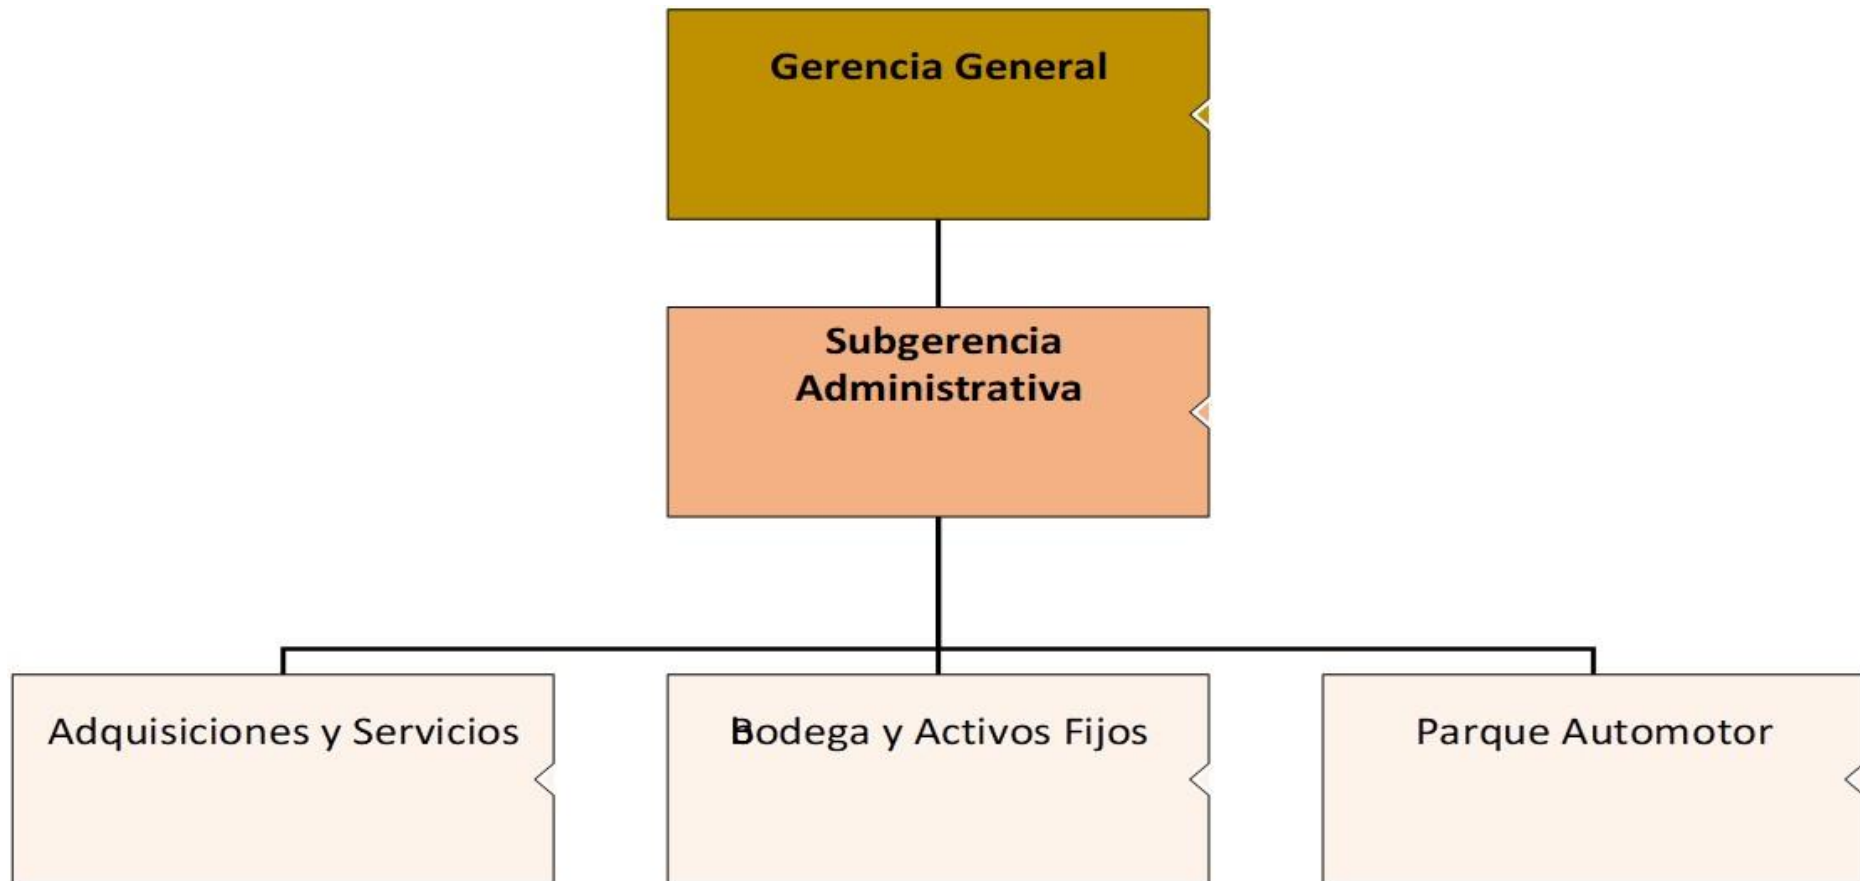 Gerencia General
Subgerencia
Administrativa
Adquisiciones y Servicios
Bodega y Activos Fijos
Parque Automotor